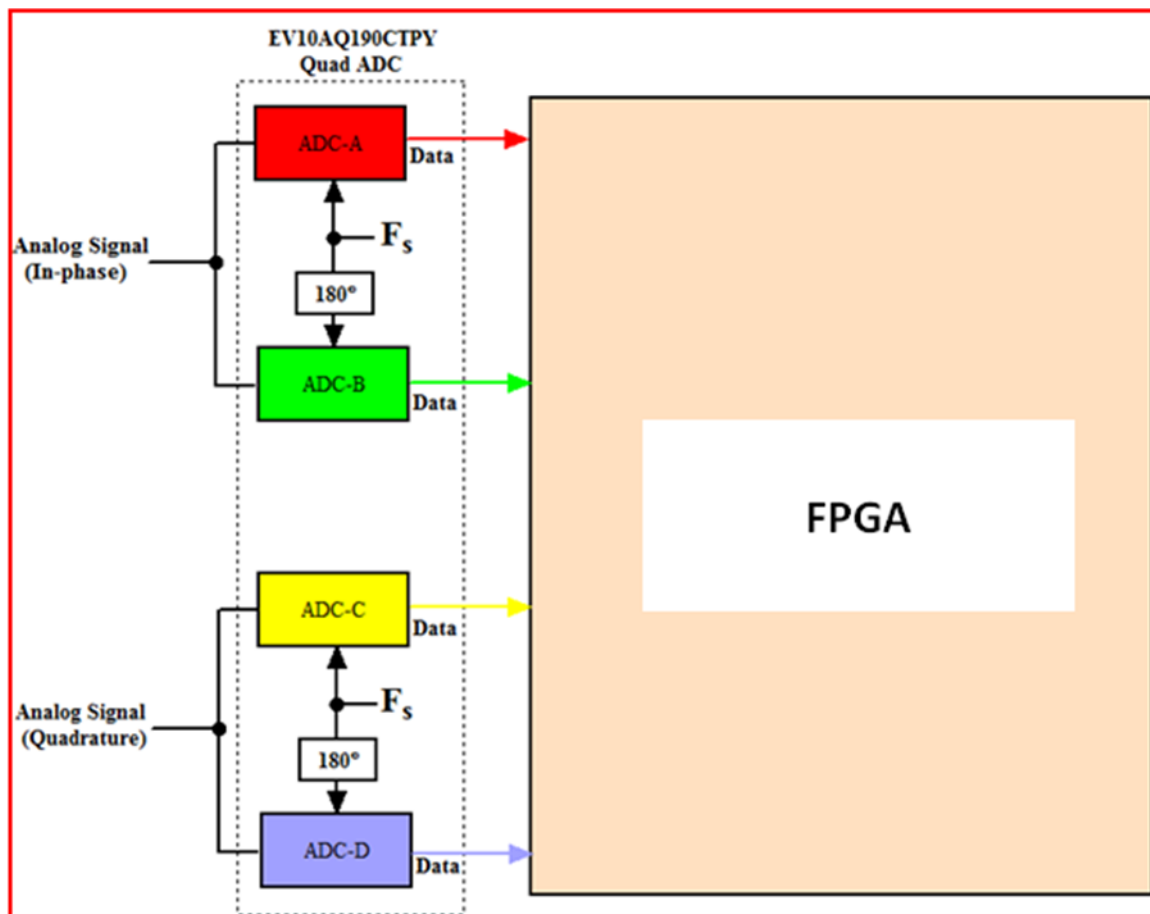 EV10AQ190CTPY
Quad ADC
ADC-A
Data
Fs
Analog Signal
(In-phase)
180°
ADC-B
Data
FPGA
ADC-C
Data
Fs
Analog Signal
(Quadrature)
180°
ADC-D
Data